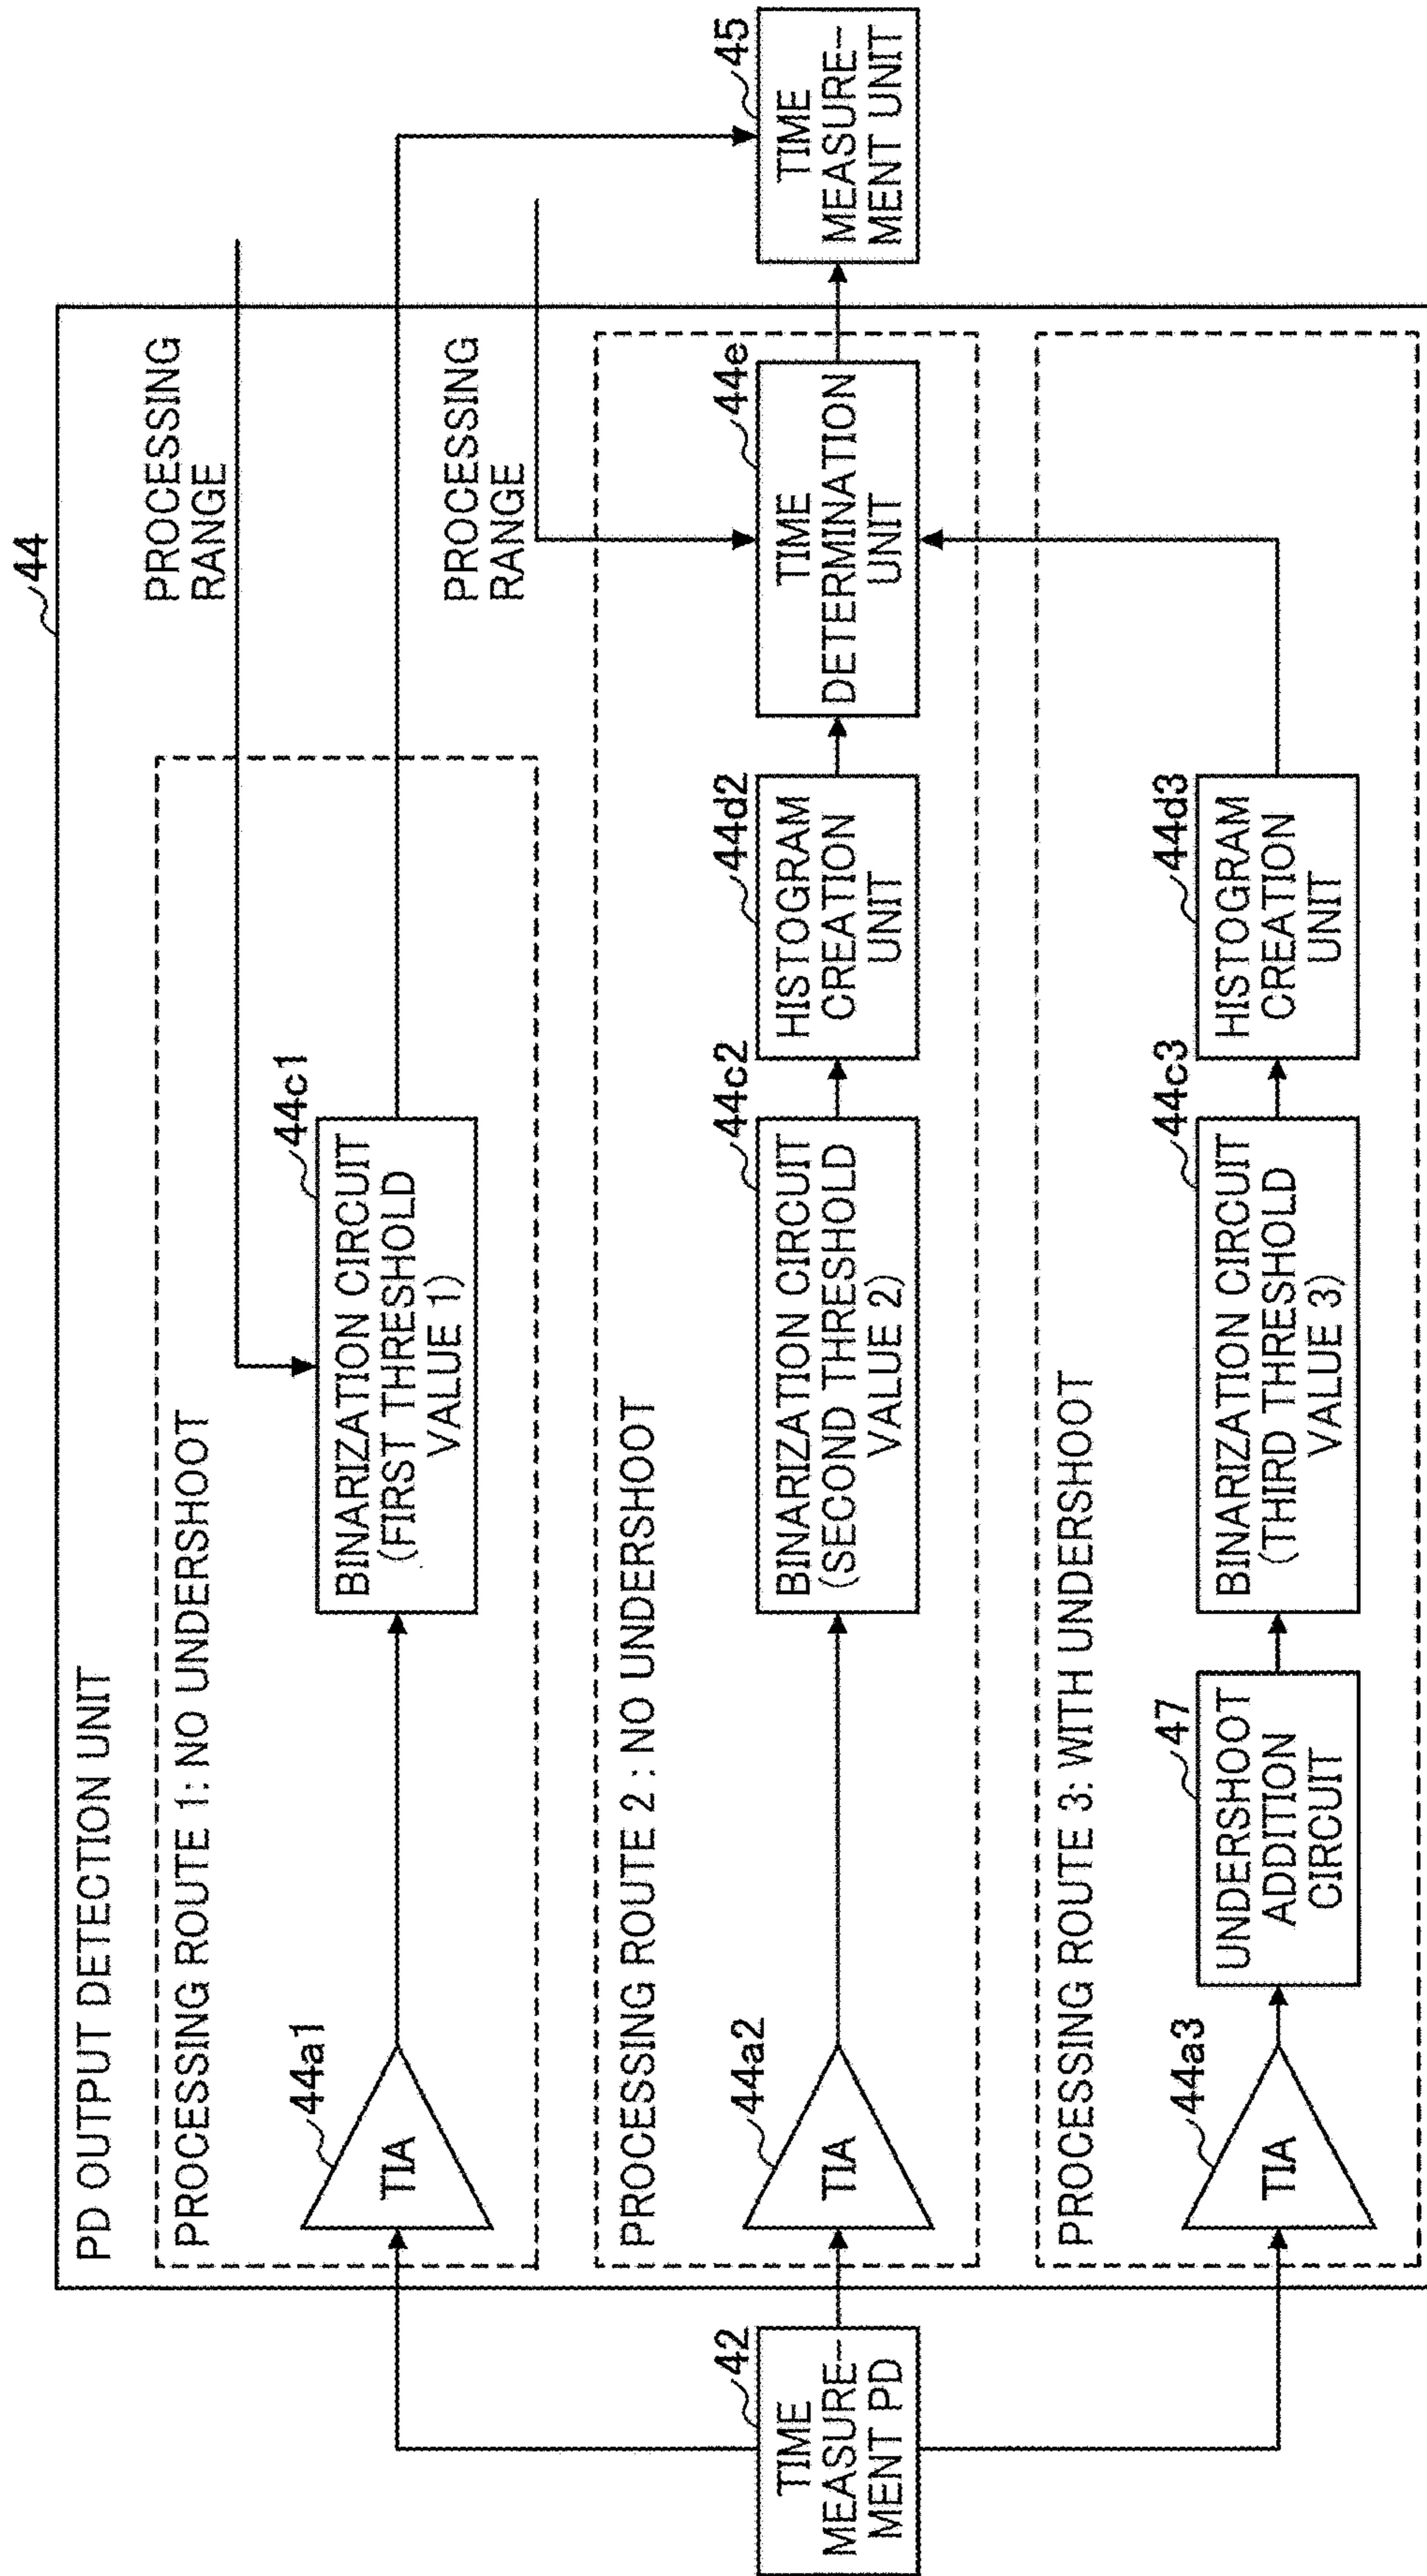 44
PD OUTPUT DETECTION UNIT
PROCESSING
RANGE
PROCESSING ROUTE 1: NO UNDERSHOOT
44a1
TIA
44c1
BINARIZATION CIRCUIT
(FIRST THRESHOLD
VALUE 1)
PROCESSING
RANGE
42
TIME
MEASURE-
MENT PD
PROCESSING ROUTE 2 : NO UNDERSHOOT
44a2
TIA
44c2
BINARIZATION CIRCUIT
(SECOND THRESHOLD
VALUE 2)
44d2
HISTOGRAM
CREATION
UNIT
44e
TIME
DETERMINATION
UNIT
45
TIME
MEASURE-
MENT UNIT
PROCESSING ROUTE 3: WITH UNDERSHOOT
44a3
TIA
47
UNDERSHOOT
ADDITION
CIRCUIT
44c3
BINARIZATION CIRCUIT
(THIRD THRESHOLD
VALUE 3)
44d3
HISTOGRAM
CREATION
UNIT